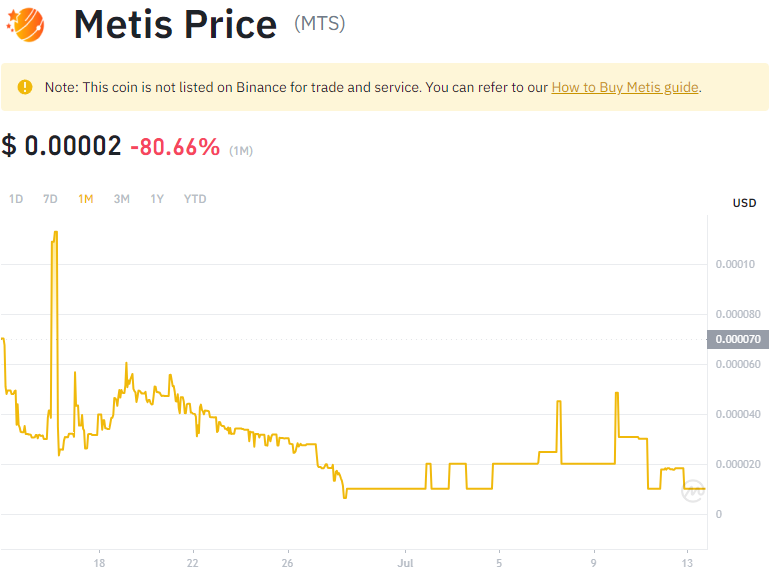 Metis Price (MTS)
Note: This coin is not listed on Binance for trade and service. You can refer to our How to Buy Metis guide.
$ 0.00002 -80.66% (1M)
1D 7D 1M 3M 1Y YTD
USD
0.00010
0.000080
0.000070
0.000060
0.000040
0.000020
0
18 22 26 Jul 5 9 13